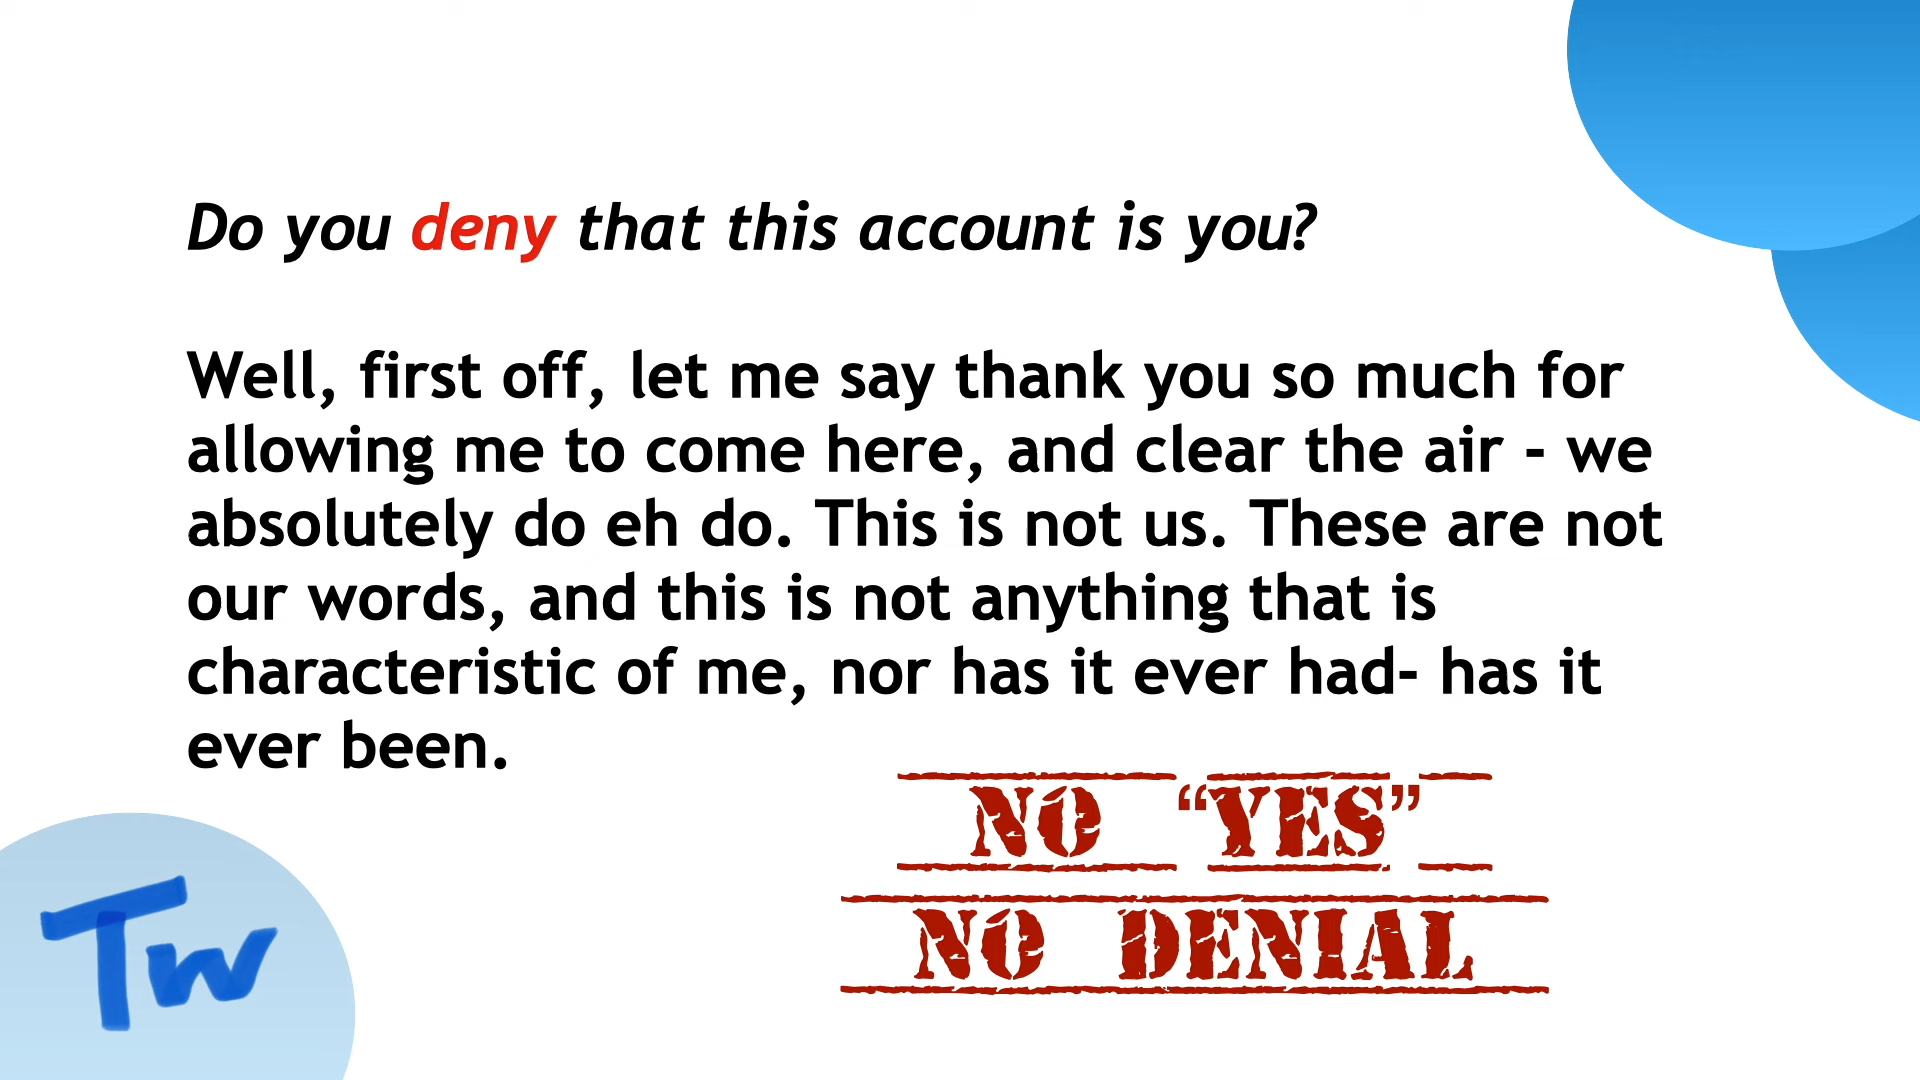 Do you deny that this account is you?
Well, first off, let me say thank you so much for
allowing me to come here, and clear the air - we
absolutely do eh do. This is not us. These are not
our words, and this is not anything that is
characteristic of me, nor has it ever had- has it
ever been.
NO “YES”
NO DENIAL
Tw